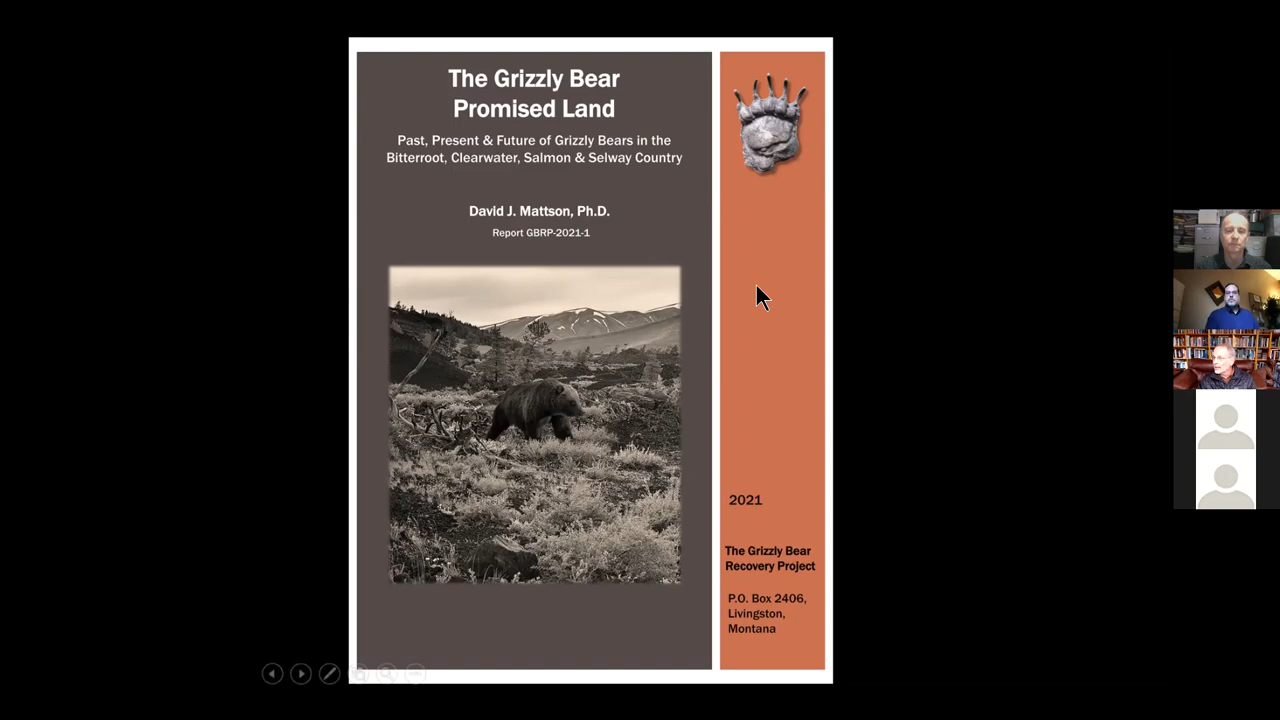 The Grizzly Bear
Promised Land
Past, Present & Future of Grizzly Bears in the
Bitterroot, Clearwater, Salmon & Selway Country
David J. Mattson, Ph.D.
Report GBRP-2021-1
2021
The Grizzly Bear
Recovery Project
P.O. Box 2406,
Livingston,
Montana